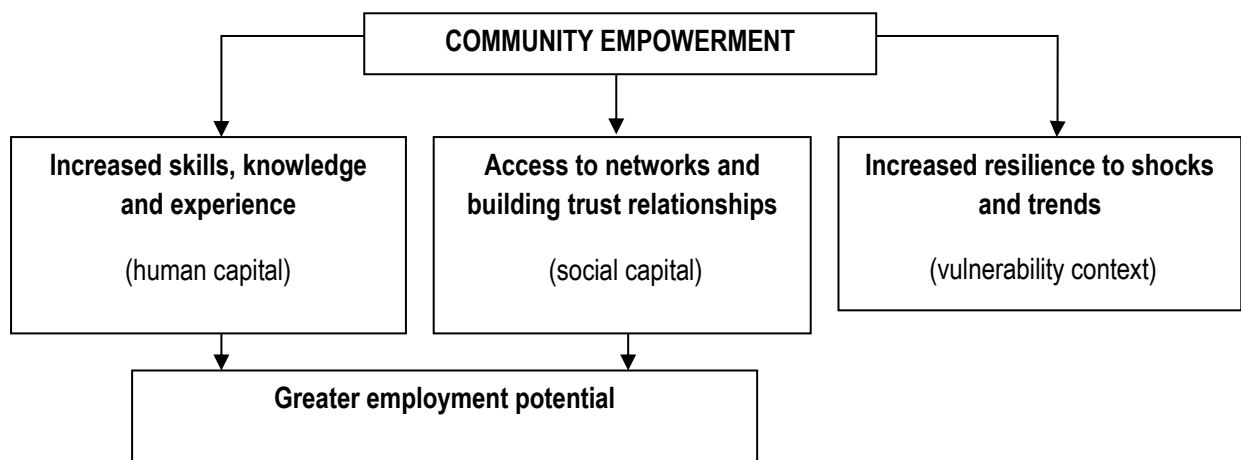 COMMUNITY EMPOWERMENT
Increased skills, knowledge
and experience
(human capital)
Access to networks and
building trust relationships
(social capital)
Increased resilience to shocks
and trends
(vulnerability context)
Greater employment potential